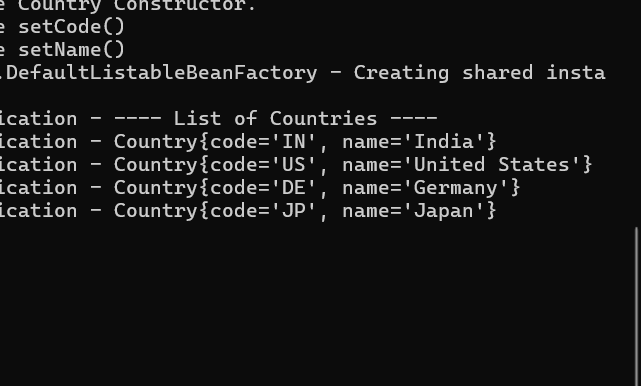 e Country Constructor.
e setCode()
e setName()
.DefaultListableBeanFactory - Creating shared insta
ication - ---- List of Countries ----
ication - Country{code='IN', name='India'}
ication - Country{code='US', name='United States'}
ication - Country{code='DE', name='Germany'}
ication - Country{code='JP', name='Japan'}